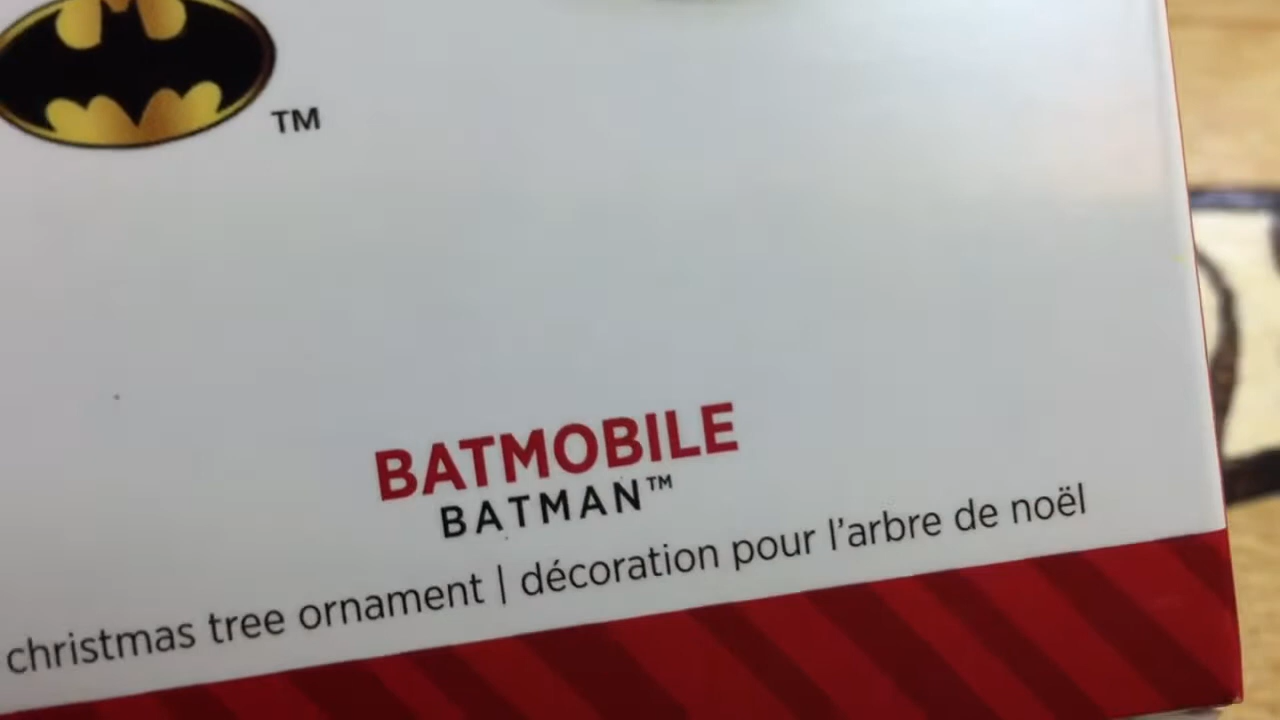 TM
BATMOBILE
BATMAN™
christmas tree ornament | décoration pour l'arbre de noël